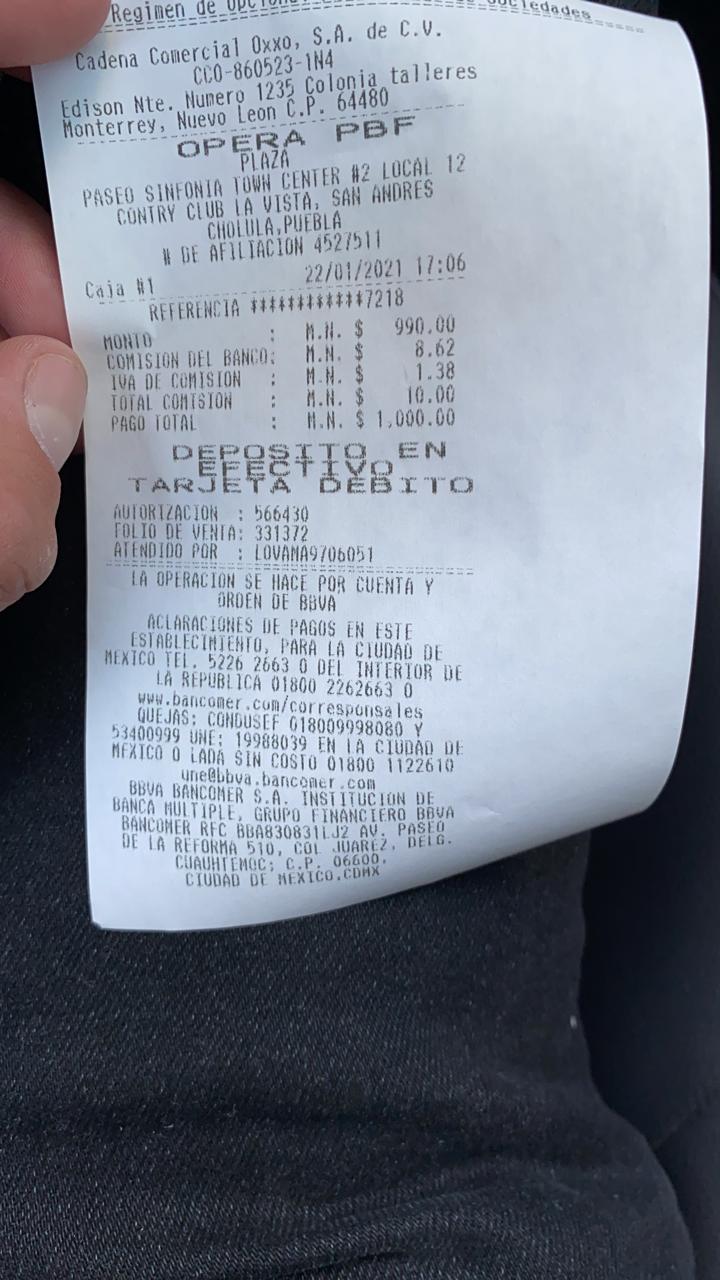 Regimen de Opcional Sociedades
Cadena Comercial Oxxo, S.A. de C.V.
CCO-860523-1N4
Edison Nte. Numero 1235 Colonia talleres
Monterrey, Nuevo Leon C.P. 64480
OPERA PBF
PLAZA
PASEO SINFONIA TOWN CENTER #2 LOCAL 12
CONTRY CLUB LA VISTA, SAN ANDRES
CHOLULA,PUEBLA
# DE AFILIACION 4527511
Caja #1 22/01/2021 17:06
REFERENCIA ************7218
MONTO : M.N. $ 990.00
COMISION DEL BANCO: M.N. $ 8.62
IVA DE COMISION : M.N. $ 1.38
TOTAL COMISION : M.N. $ 10.00
PAGO TOTAL : M.N. $ 1,000.00
DEPOSITO EN
EFECTIVO
TARJETA DEBITO
AUTORIZACION : 566430
FOLIO DE VENTA: 331372
ATENDIDO POR : LOVAMA9706051
LA OPERACION SE HACE POR CUENTA Y
ORDEN DE BBVA
ACLARACIONES DE PAGOS EN ESTE
ESTABLECIMIENTO, PARA LA CIUDAD DE
MEXICO TEL. 5226 2663 O DEL INTERIOR DE
LA REPUBLICA 01800 2262663 O
www.bancomer.com/corresponsales
QUEJAS: CONDUSEF 018009998080 Y
53400999 UNE: 19988039 EN LA CIUDAD DE
MEXICO O LADA SIN COSTO 01800 1122610
une@bbva.bancomer.com
BBVA BANCOMER S.A. INSTITUCION DE
BANCA MULTIPLE, GRUPO FINANCIERO BBVA
BANCOMER RFC BBA830831LJ2 AV. PASEO
DE LA REFORMA 510, COL JUAREZ, DELG.
CUAUHTEMOC; C.P. 06600.
CIUDAD DE MEXICO.CDMX